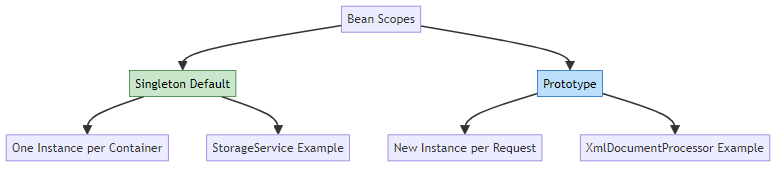 Bean Scopes
Singleton Default
Prototype
One Instance per Container
StorageService Example
New Instance per Request
XmlDocumentProcessor Example